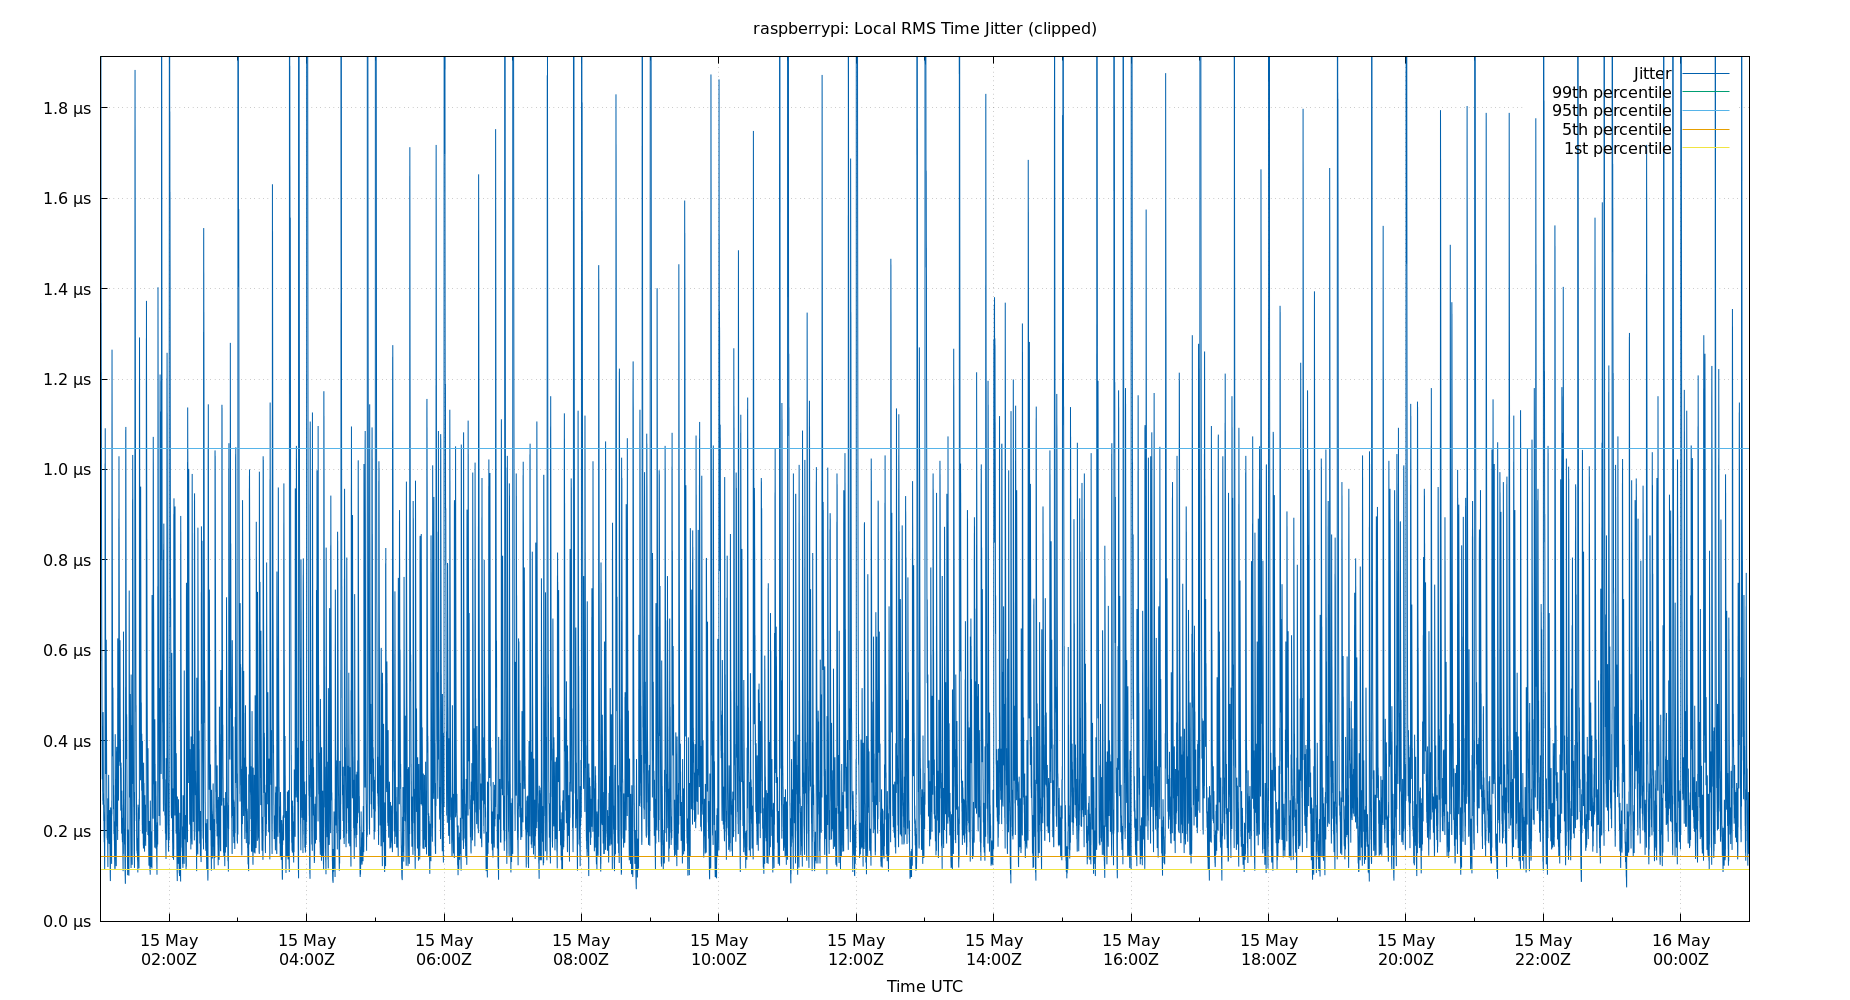 raspberrypi: Local RMS Time Jitter (clipped)
Jitter
99th percentile
95th percentile
5th percentile
1st percentile
1.8 μs
1.6 μs
1.4 μs
1.2 μs
1.0 μs
0.8 μs
0.6 μs
0.4 μs
0.2 μs
0.0 μs
15 May 15 May 15 May 15 May 15 May 15 May 15 May 15 May 15 May 15 May 15 May 16 May
02:00Z 04:00Z 06:00Z 08:00Z 10:00Z 12:00Z 14:00Z 16:00Z 18:00Z 20:00Z 22:00Z 00:00Z
Time UTC